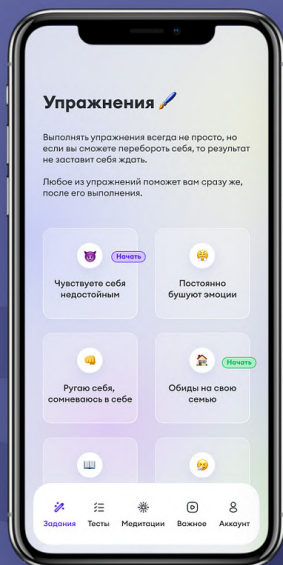 Упражнения
Выполнять упражнения всегда не просто, но
если вы сможете перебороть себя, то результат
не заставит себя ждать.
Любое из упражнений поможет вам сразу же,
после его выполнения.
Начать
Чувствуете себя
недостойным
Постоянно
бушуют эмоции
Начать
Ругаю себя,
сомневаюсь в себе
Обиды на свою
семью
Задания
Тесты
Медитации
Важное
Аккаунт